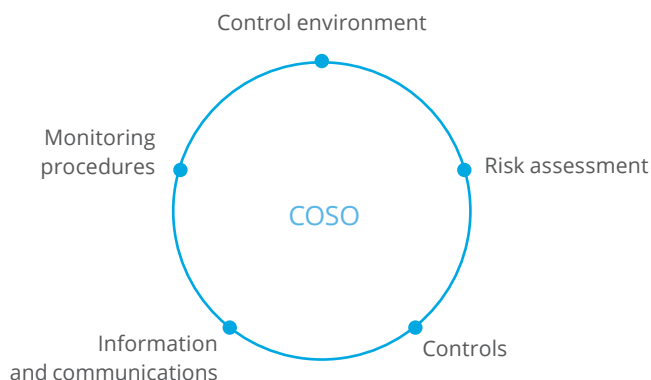 Control environment
Monitoring
procedures
Risk assessment
COSO
Information
and communications
Controls